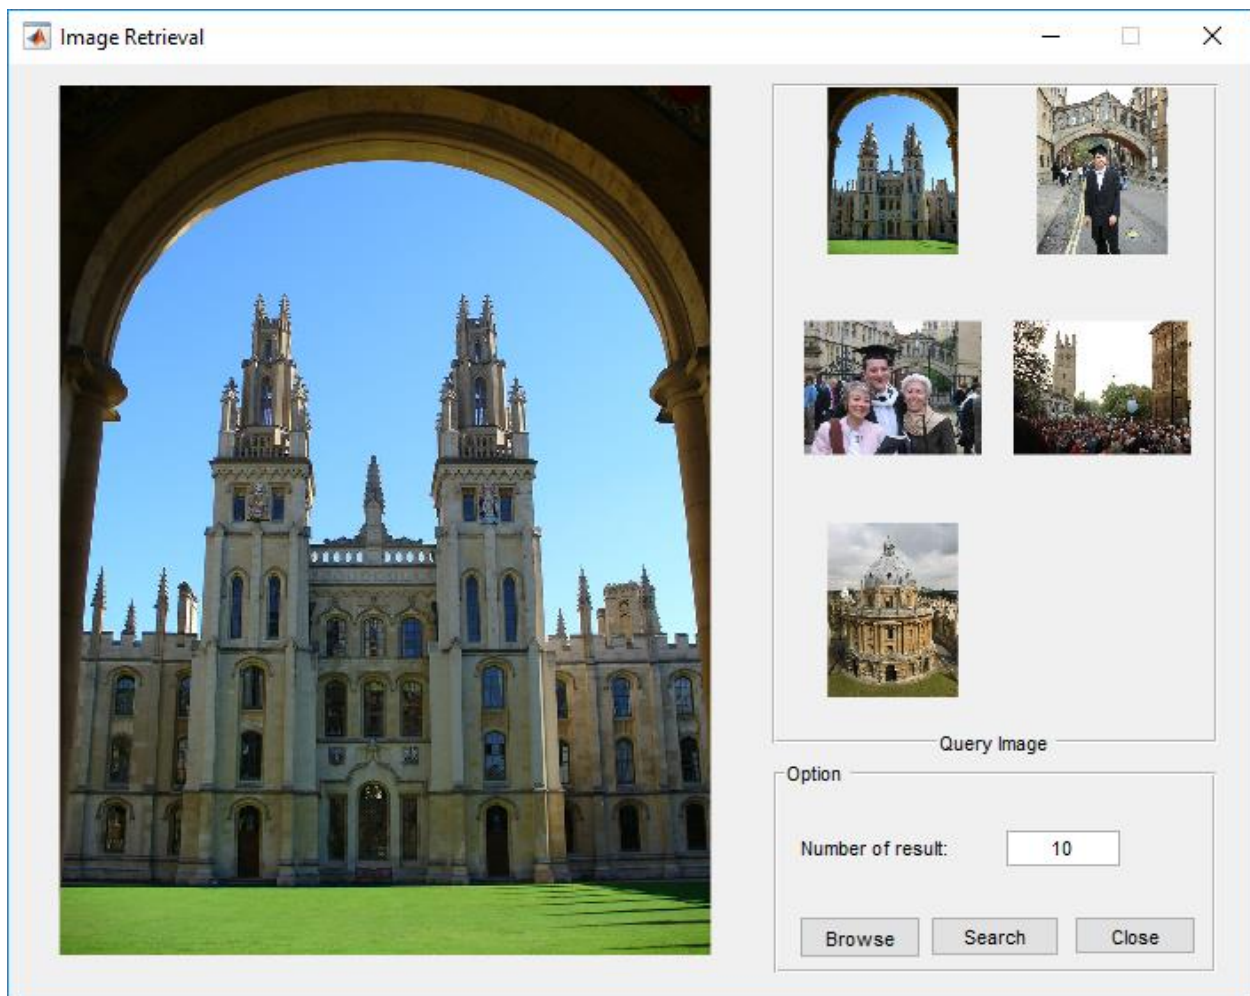 Image Retrieval
Query Image
Option
Number of result:
10
Browse
Search
Close